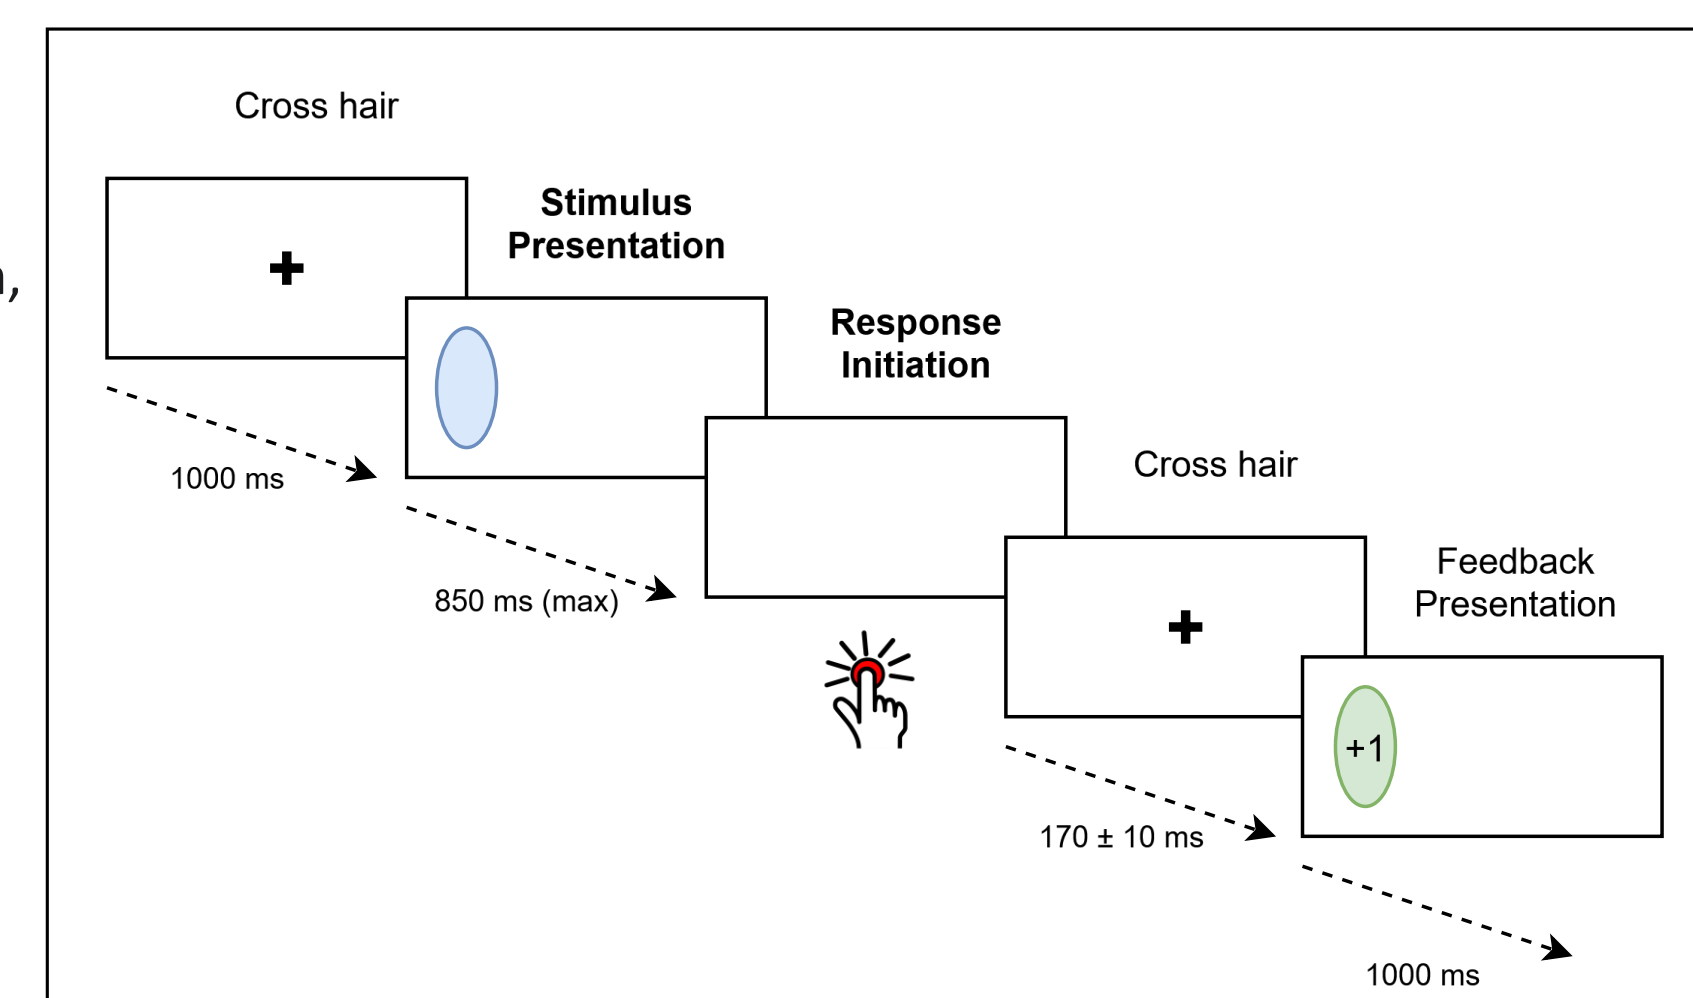 Cross hair
Stimulus
Presentation
Response
Initiation
1000 ms
Cross hair
850 ms (max)
Feedback
Presentation
+1
170 ± 10 ms
1000 ms